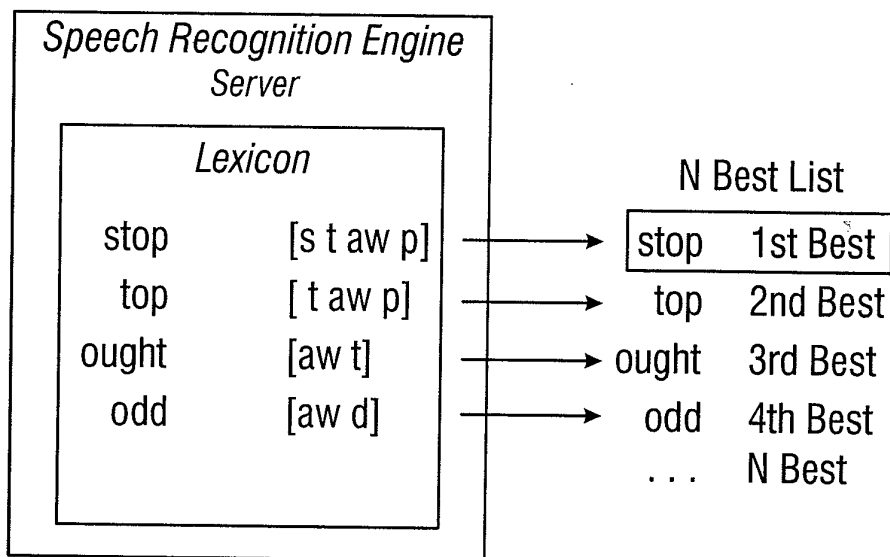 Speech Recognition Engine
Server
Lexicon
N Best List
stop [s t aw p] stop 1st Best
top [ t aw p] top 2nd Best
ought [aw t] ought 3rd Best
odd [aw d] odd 4th Best
. . . N Best